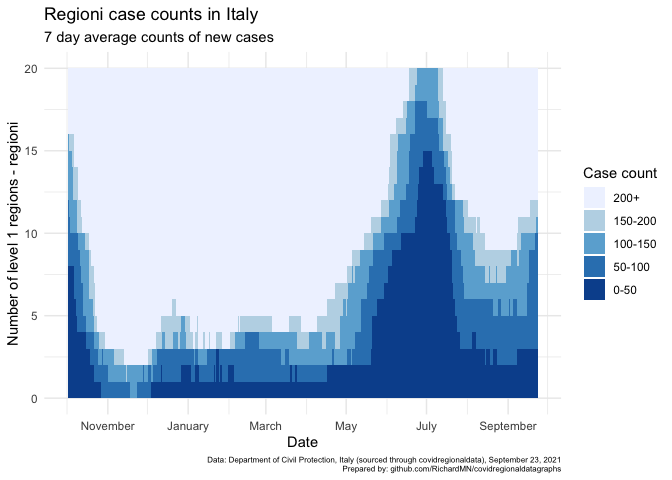 Regioni case counts in Italy
7 day average counts of new cases
Number of level 1 regions - regioni
20
15
10
5
0
November
January
March
May
July
September
Date
Case count
200+
150-200
100-150
50-100
0-50
Data: Department of Civil Protection, Italy (sourced through covidregionaldata), September 23, 2021
Prepared by: github.com/RichardMN/covidregionaldatagraphs